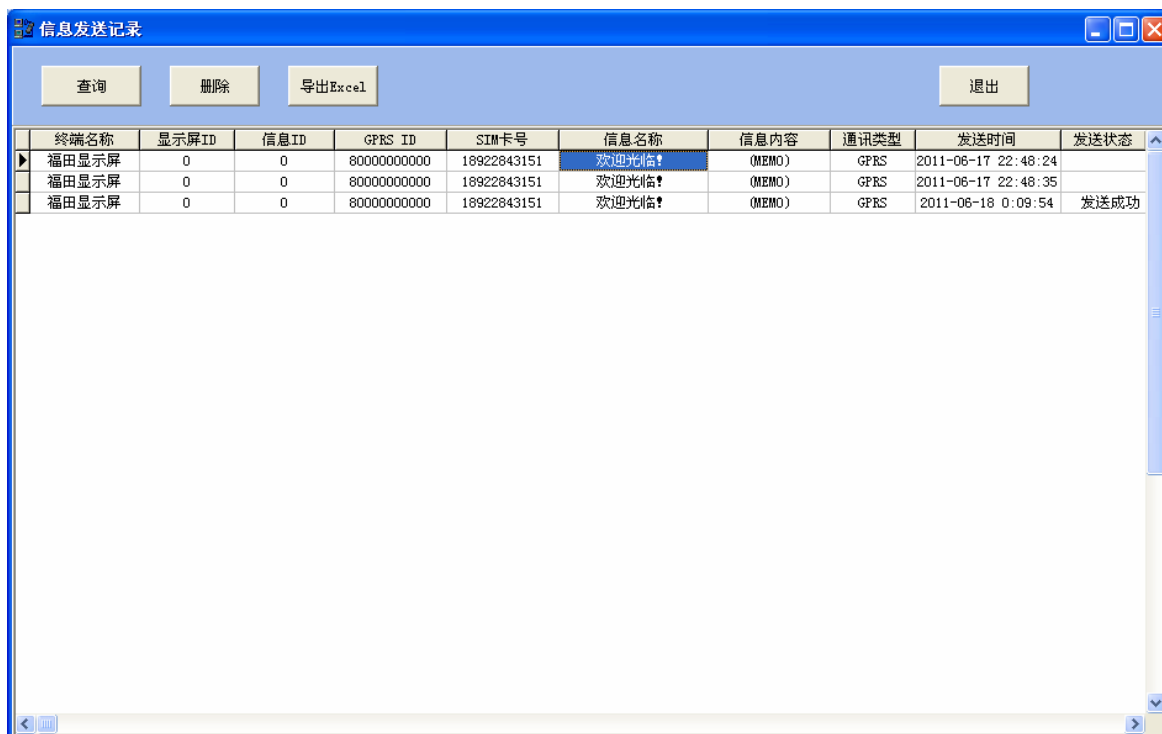 信息发送记录
查询 删除 导出Excel 退出
终端名称 显示屏ID 信息ID GPRS ID SIM卡号 信息名称 信息内容 通讯类型 发送时间 发送状态
福田显示屏 0 0 80000000000 18922843151 欢迎光临! (MEMO) GPRS 2011-06-17 22:48:24
福田显示屏 0 0 80000000000 18922843151 欢迎光临! (MEMO) GPRS 2011-06-17 22:48:35
福田显示屏 0 0 80000000000 18922843151 欢迎光临! (MEMO) GPRS 2011-06-18 0:09:54 发送成功